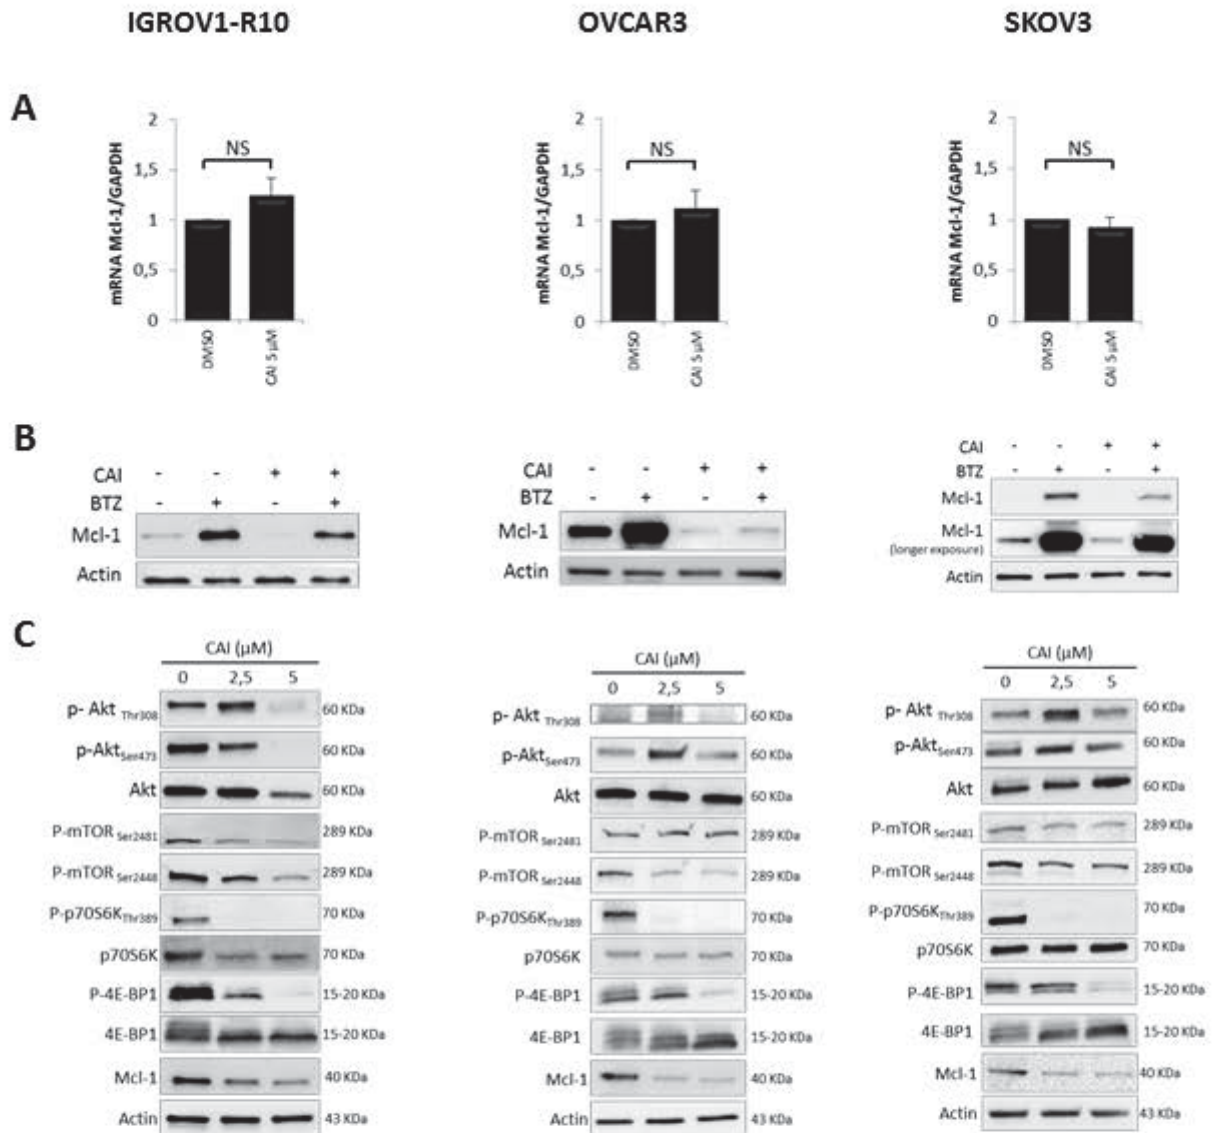 IGROV1-R10 OVCAR3 SKOV3
A
2
1,5
1
0,5
0
mRNA Mcl-1/GAPDH
NS
DMSO
CAI 5 µM
2
1,5
1
0,5
0
mRNA Mcl-1/GAPDH
NS
DMSO
CAI 5 µM
2
1,5
1
0,5
0
mRNA Mcl-1/GAPDH
NS
DMSO
CAI 5 µM
B
CAI - - + +
BTZ - + - +
Mcl-1
Actin
CAI - - + +
BTZ - + - +
Mcl-1
Actin
CAI - - + +
BTZ - + - +
Mcl-1
Mcl-1
(longer exposure)
Actin
C
CAI (µM)
0 2,5 5
p- Akt Thr308 60 KDa
p-Akt Ser473 60 KDa
Akt 60 KDa
P-mTOR Ser2481 289 KDa
P-mTOR Ser2448 289 KDa
P-p70S6K Thr389 70 KDa
p70S6K 70 KDa
P-4E-BP1 15-20 KDa
4E-BP1 15-20 KDa
Mcl-1 40 KDa
Actin 43 KDa
CAI (µM)
0 2,5 5
p- Akt Thr308 60 KDa
p-Akt Ser473 60 KDa
Akt 60 KDa
P-mTOR Ser2481 289 KDa
P-mTOR Ser2448 289 KDa
P-p70S6K Thr389 70 KDa
p70S6K 70 KDa
P-4E-BP1 15-20 KDa
4E-BP1 15-20 KDa
Mcl-1 40 KDa
Actin 43 KDa
CAI (µM)
0 2,5 5
p- Akt Thr308 60 KDa
p-Akt Ser473 60 KDa
Akt 60 KDa
P-mTOR Ser2481 289 KDa
P-mTOR Ser2448 289 KDa
P-p70S6K Thr389 70 KDa
p70S6K 70 KDa
P-4E-BP1 15-20 KDa
4E-BP1 15-20 KDa
Mcl-1 40 KDa
Actin 43 KDa